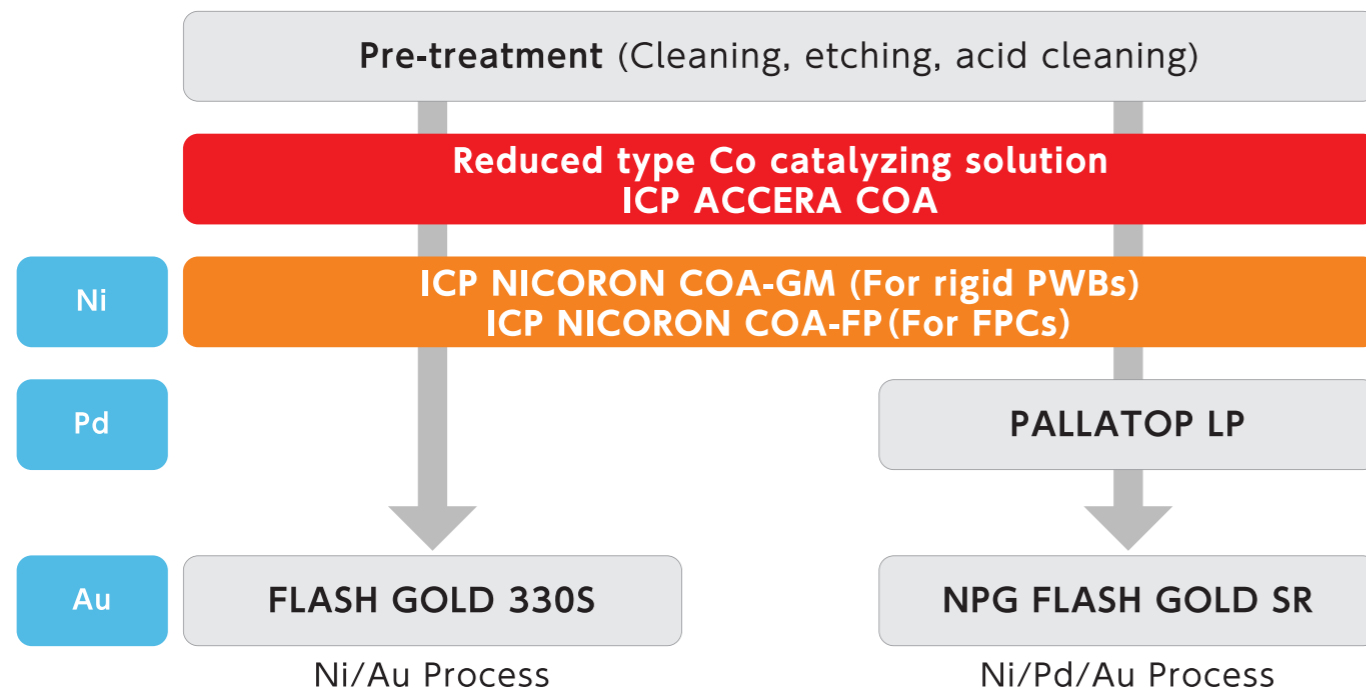 Pre-treatment (Cleaning, etching, acid cleaning)
Reduced type Co catalyzing solution
ICP ACCERA COA
Ni
ICP NICORON COA-GM (For rigid PWBs)
ICP NICORON COA-FP(For FPCs)
Pd
PALLATOP LP
Au
FLASH GOLD 330S
NPG FLASH GOLD SR
Ni/Au Process
Ni/Pd/Au Process